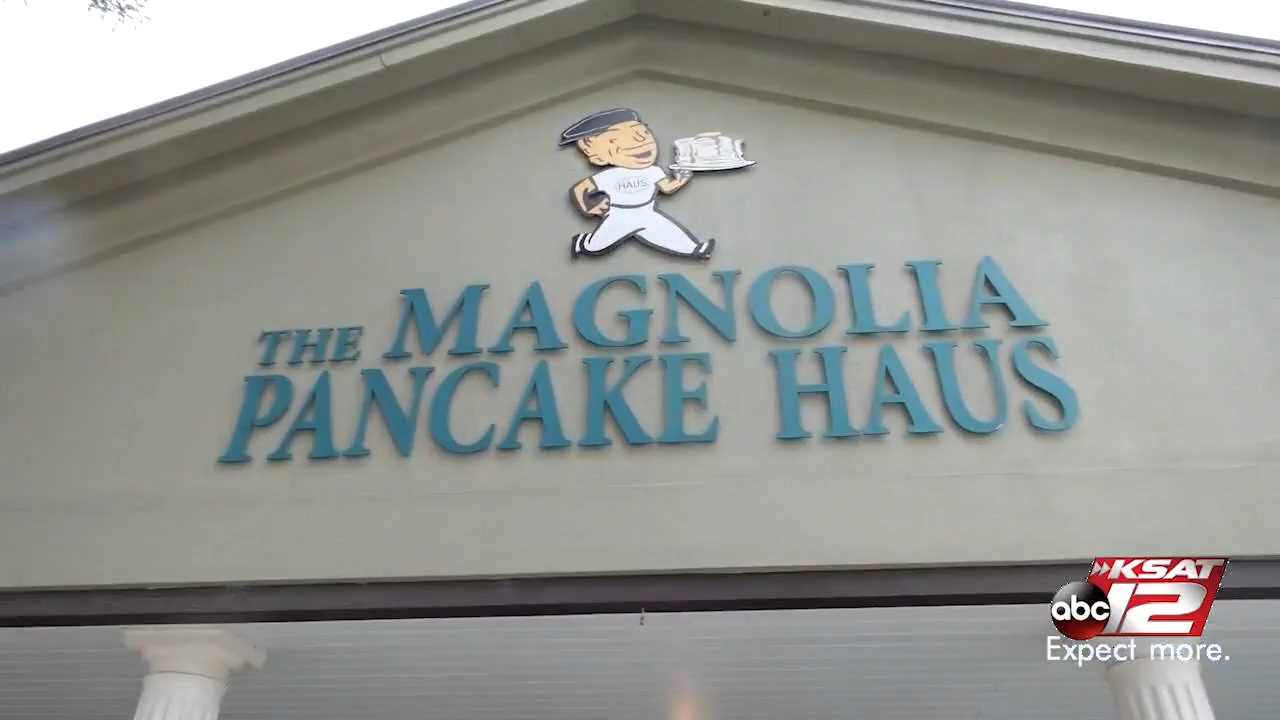 HAUS
THE MAGNOLIA
PANCAKE HAUS
KSAT
abc 12
Expect more.